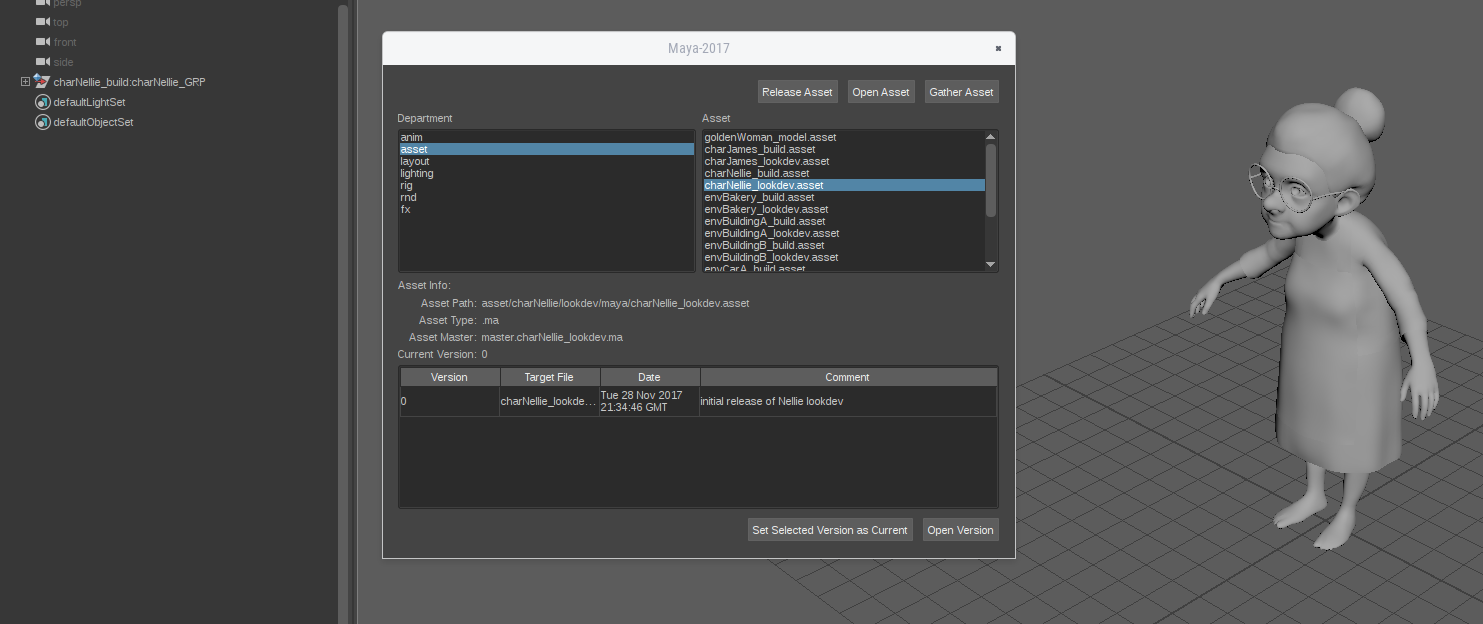 persp
top
front
side
charNellie_build:charNellie_GRP
defaultLightSet
defaultObjectSet
Maya-2017
Release Asset
Open Asset
Gather Asset
Department
anim
asset
layout
lighting
rig
rnd
fx
Asset
goldenWoman_model.asset
charJames_build.asset
charJames_lookdev.asset
charNellie_build.asset
charNellie_lookdev.asset
envBakery_build.asset
envBakery_lookdev.asset
envBuildingA_build.asset
envBuildingA_lookdev.asset
envBuildingB_build.asset
envBuildingB_lookdev.asset
envCarA_build.asset
Asset Info:
Asset Path: asset/charNellie/lookdev/maya/charNellie_lookdev.asset
Asset Type: .ma
Asset Master: master.charNellie_lookdev.ma
Current Version: 0
Version Target File Date Comment
0 charNellie_lookde... Tue 28 Nov 2017 initial release of Nellie lookdev
21:34:46 GMT
Set Selected Version as Current
Open Version